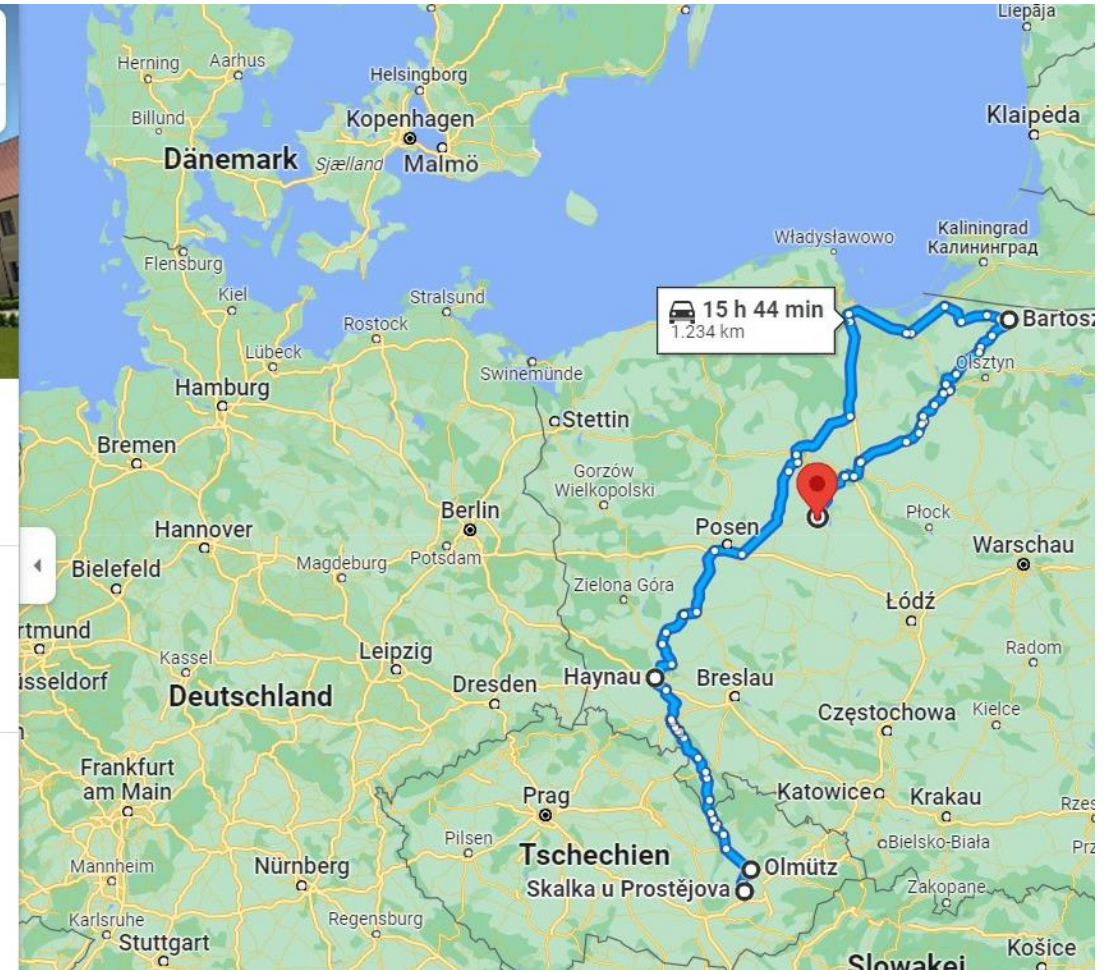 Liepāja
Herning
Aarhus
Helsingborg
Billund
Kopenhagen
Klaipėda
Dänemark
Sjælland
Malmö
Władysławowo
Kaliningrad
Калининград
Flensburg
Kiel
Stralsund
15 h 44 min
1.234 km
Bartosz
Rostock
Lübeck
Swinemünde
Olsztyn
Hamburg
Stettin
Bremen
Gorzów
Wielkopolski
Berlin
Posen
Płock
Hannover
Potsdam
Warschau
Bielefeld
Magdeburg
Zielona Góra
Łódź
rtmund
Kassel
Leipzig
Radom
üsseldorf
Dresden
Haynau
Breslau
Deutschland
Częstochowa
Kielce
Frankfurt
am Main
Prag
Katowice
Krakau
Rzes
Pilsen
Tschechien
Bielsko-Biała
Prz
Mannheim
Nürnberg
Olmütz
Skalka u Prostějova
Zakopane
Karlsruhe
Regensburg
Stuttgart
Košice
Slowakei